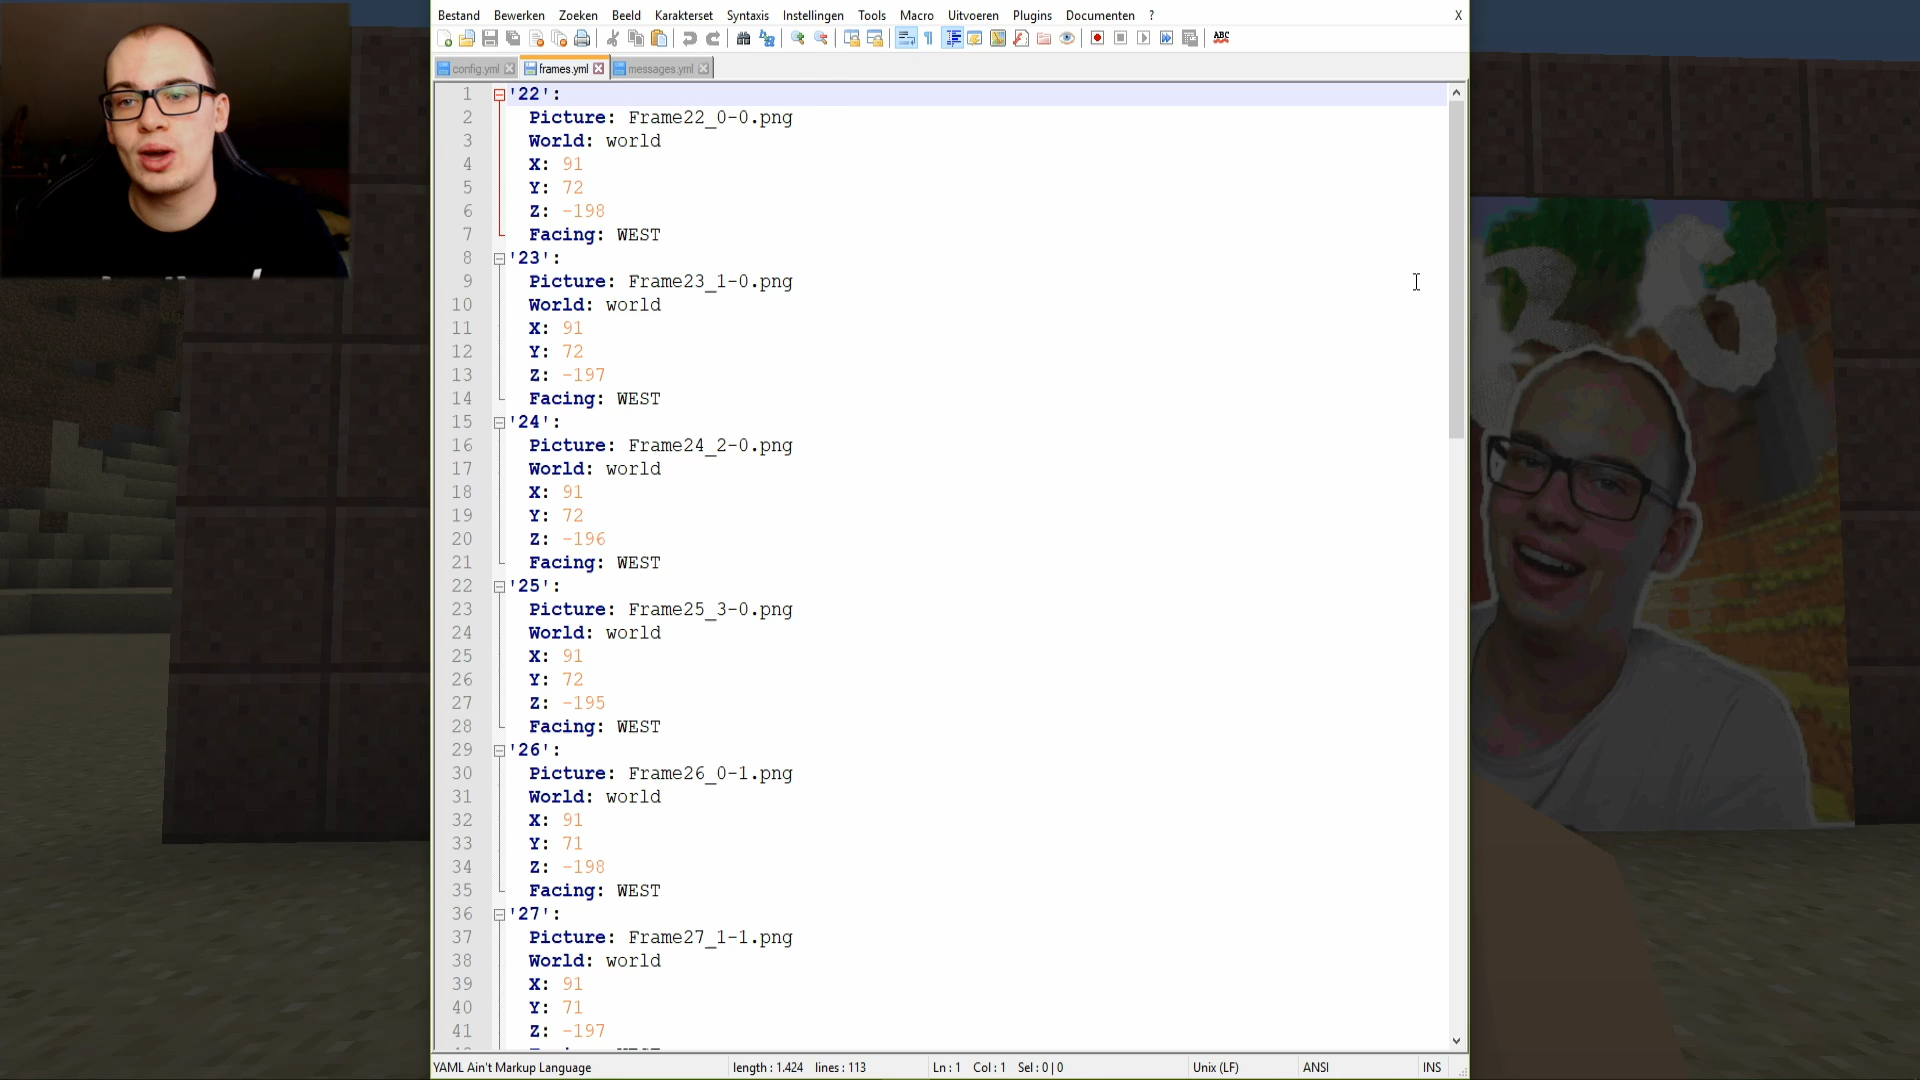 Bestand Bewerken Zoeken Beeld Karakterset Syntaxis Instellingen Tools Macro Uitvoeren Plugins Documenten ? X
ABC
config.yml frames.yml messages.yml
1 '22':
2 Picture: Frame22_0-0.png
3 World: world
4 X: 91
5 Y: 72
6 Z: -198
7 Facing: WEST
8 '23':
9 Picture: Frame23_1-0.png
10 World: world
11 X: 91
12 Y: 72
13 Z: -197
14 Facing: WEST
15 '24':
16 Picture: Frame24_2-0.png
17 World: world
18 X: 91
19 Y: 72
20 Z: -196
21 Facing: WEST
22 '25':
23 Picture: Frame25_3-0.png
24 World: world
25 X: 91
26 Y: 72
27 Z: -195
28 Facing: WEST
29 '26':
30 Picture: Frame26_0-1.png
31 World: world
32 X: 91
33 Y: 71
34 Z: -198
35 Facing: WEST
36 '27':
37 Picture: Frame27_1-1.png
38 World: world
39 X: 91
40 Y: 71
41 Z: -197
YAML Ain't Markup Language length : 1.424 lines : 113 Ln : 1 Col : 1 Sel : 0 | 0 Unix (LF) ANSI INS